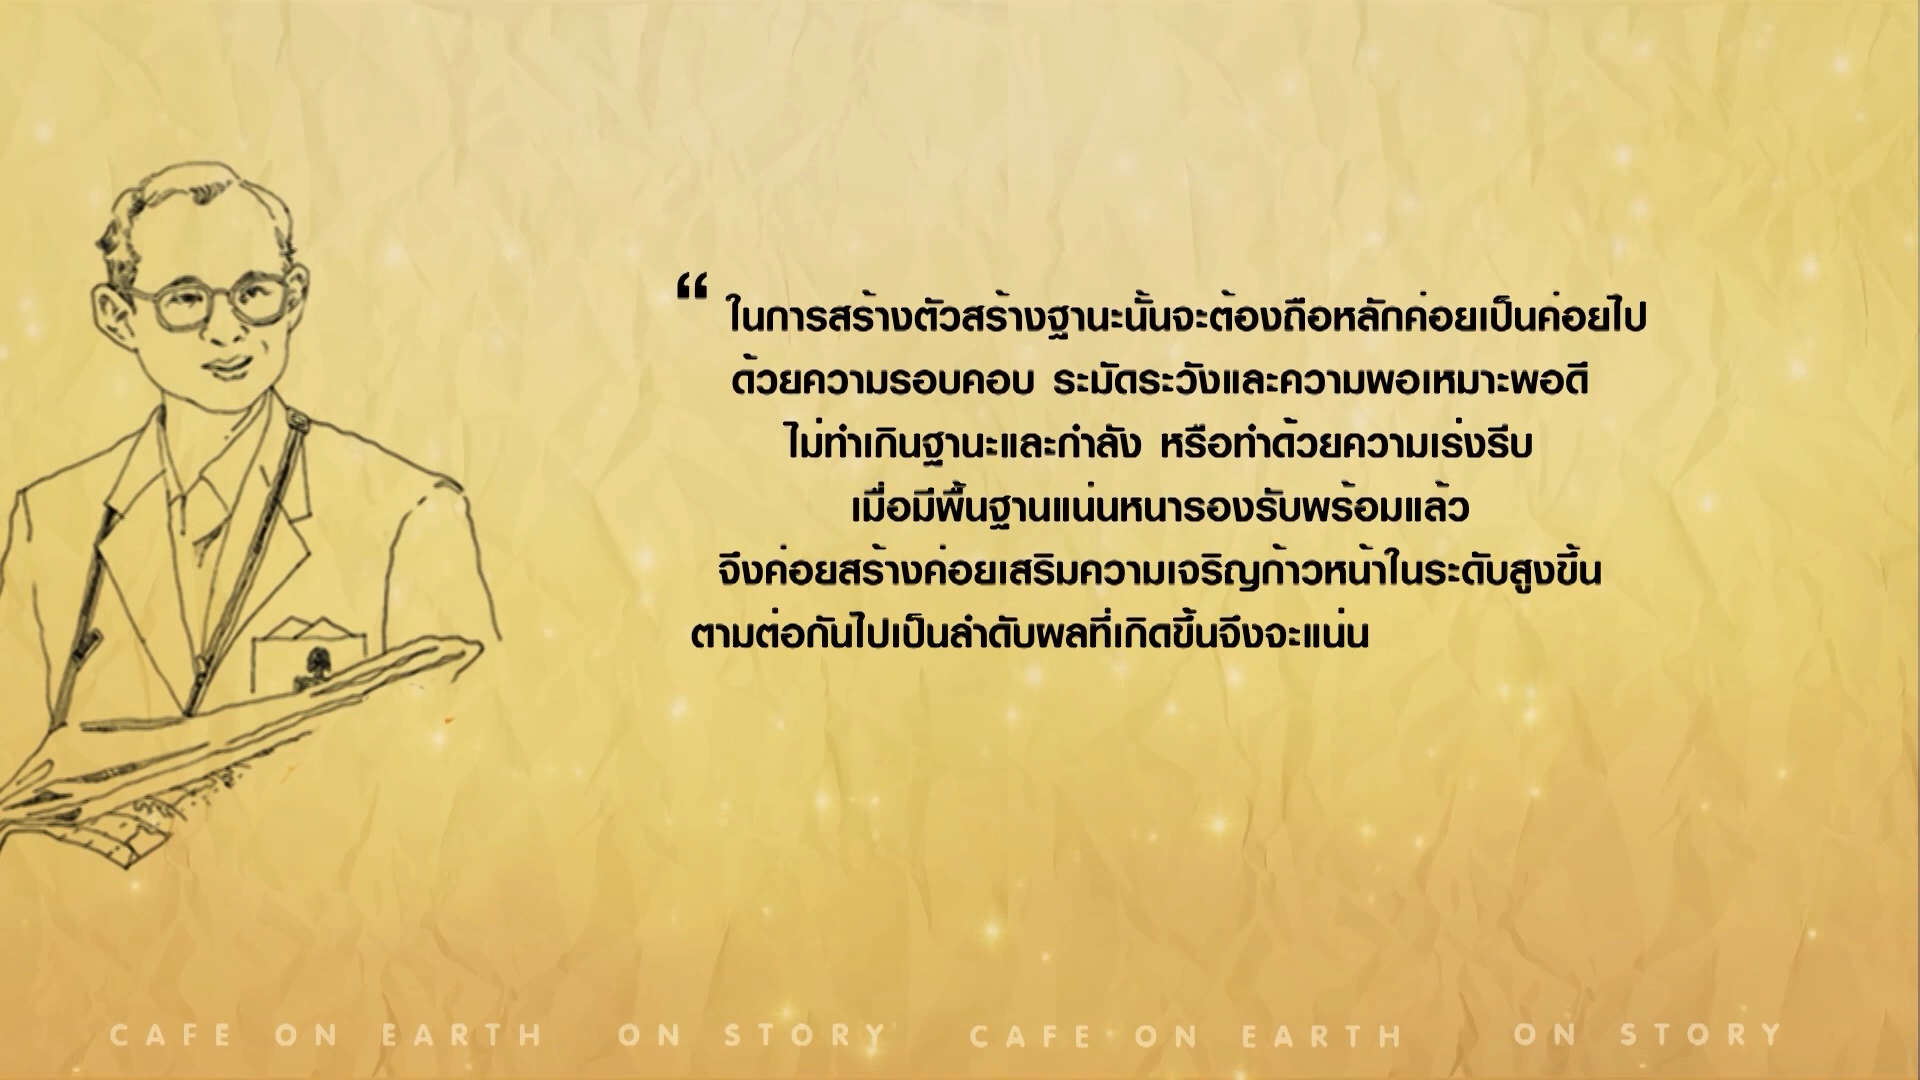 “ ในการสร้างตัวสร้างฐานะนั้นจะต้องถือหลักค่อยเป็นค่อยไป
ด้วยความรอบคอบ ระมัดระวังและความพอเหมาะพอดี
ไม่ทำเกินฐานะและกำลัง หรือทำด้วยความเร่งรีบ
เมื่อมีพื้นฐานแน่นหนารองรับพร้อมแล้ว
จึงค่อยสร้างค่อยเสริมความเจริญก้าวหน้าในระดับสูงขึ้น
ตามต่อกันไปเป็นลำดับผลที่เกิดขึ้นจึงจะแน่น
CAFE ON EARTH ON STORY CAFE ON EARTH ON STORY